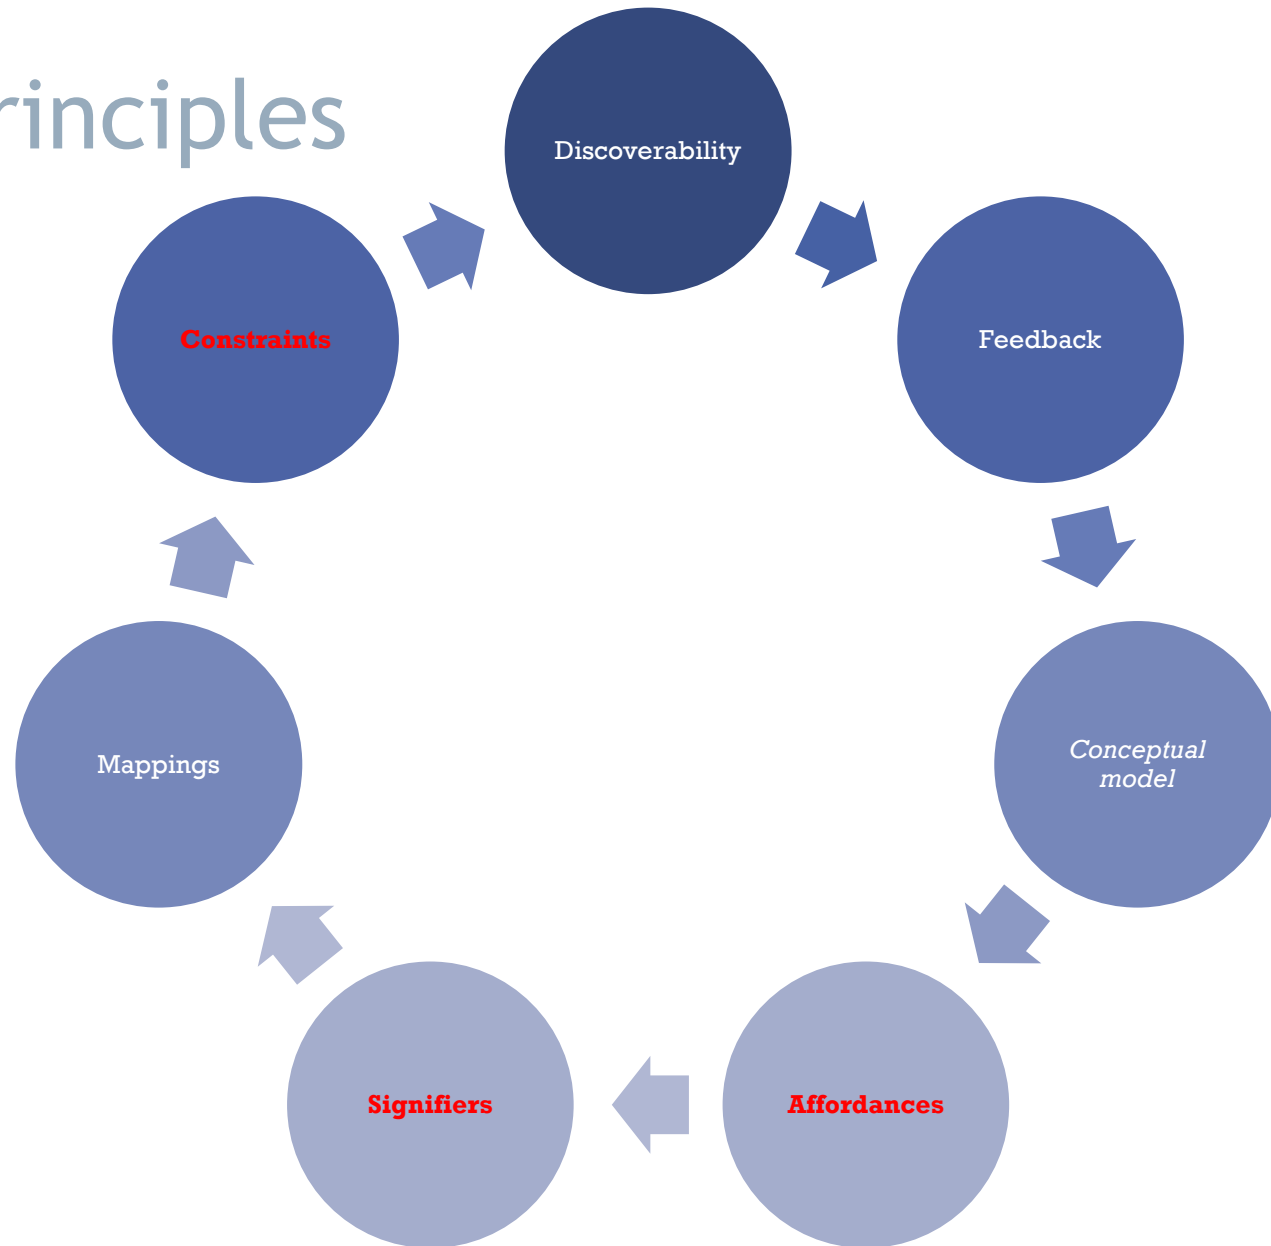 rinciples
Discoverability
Feedback
Conceptual
model
Affordances
Signifiers
Mappings
Constraints